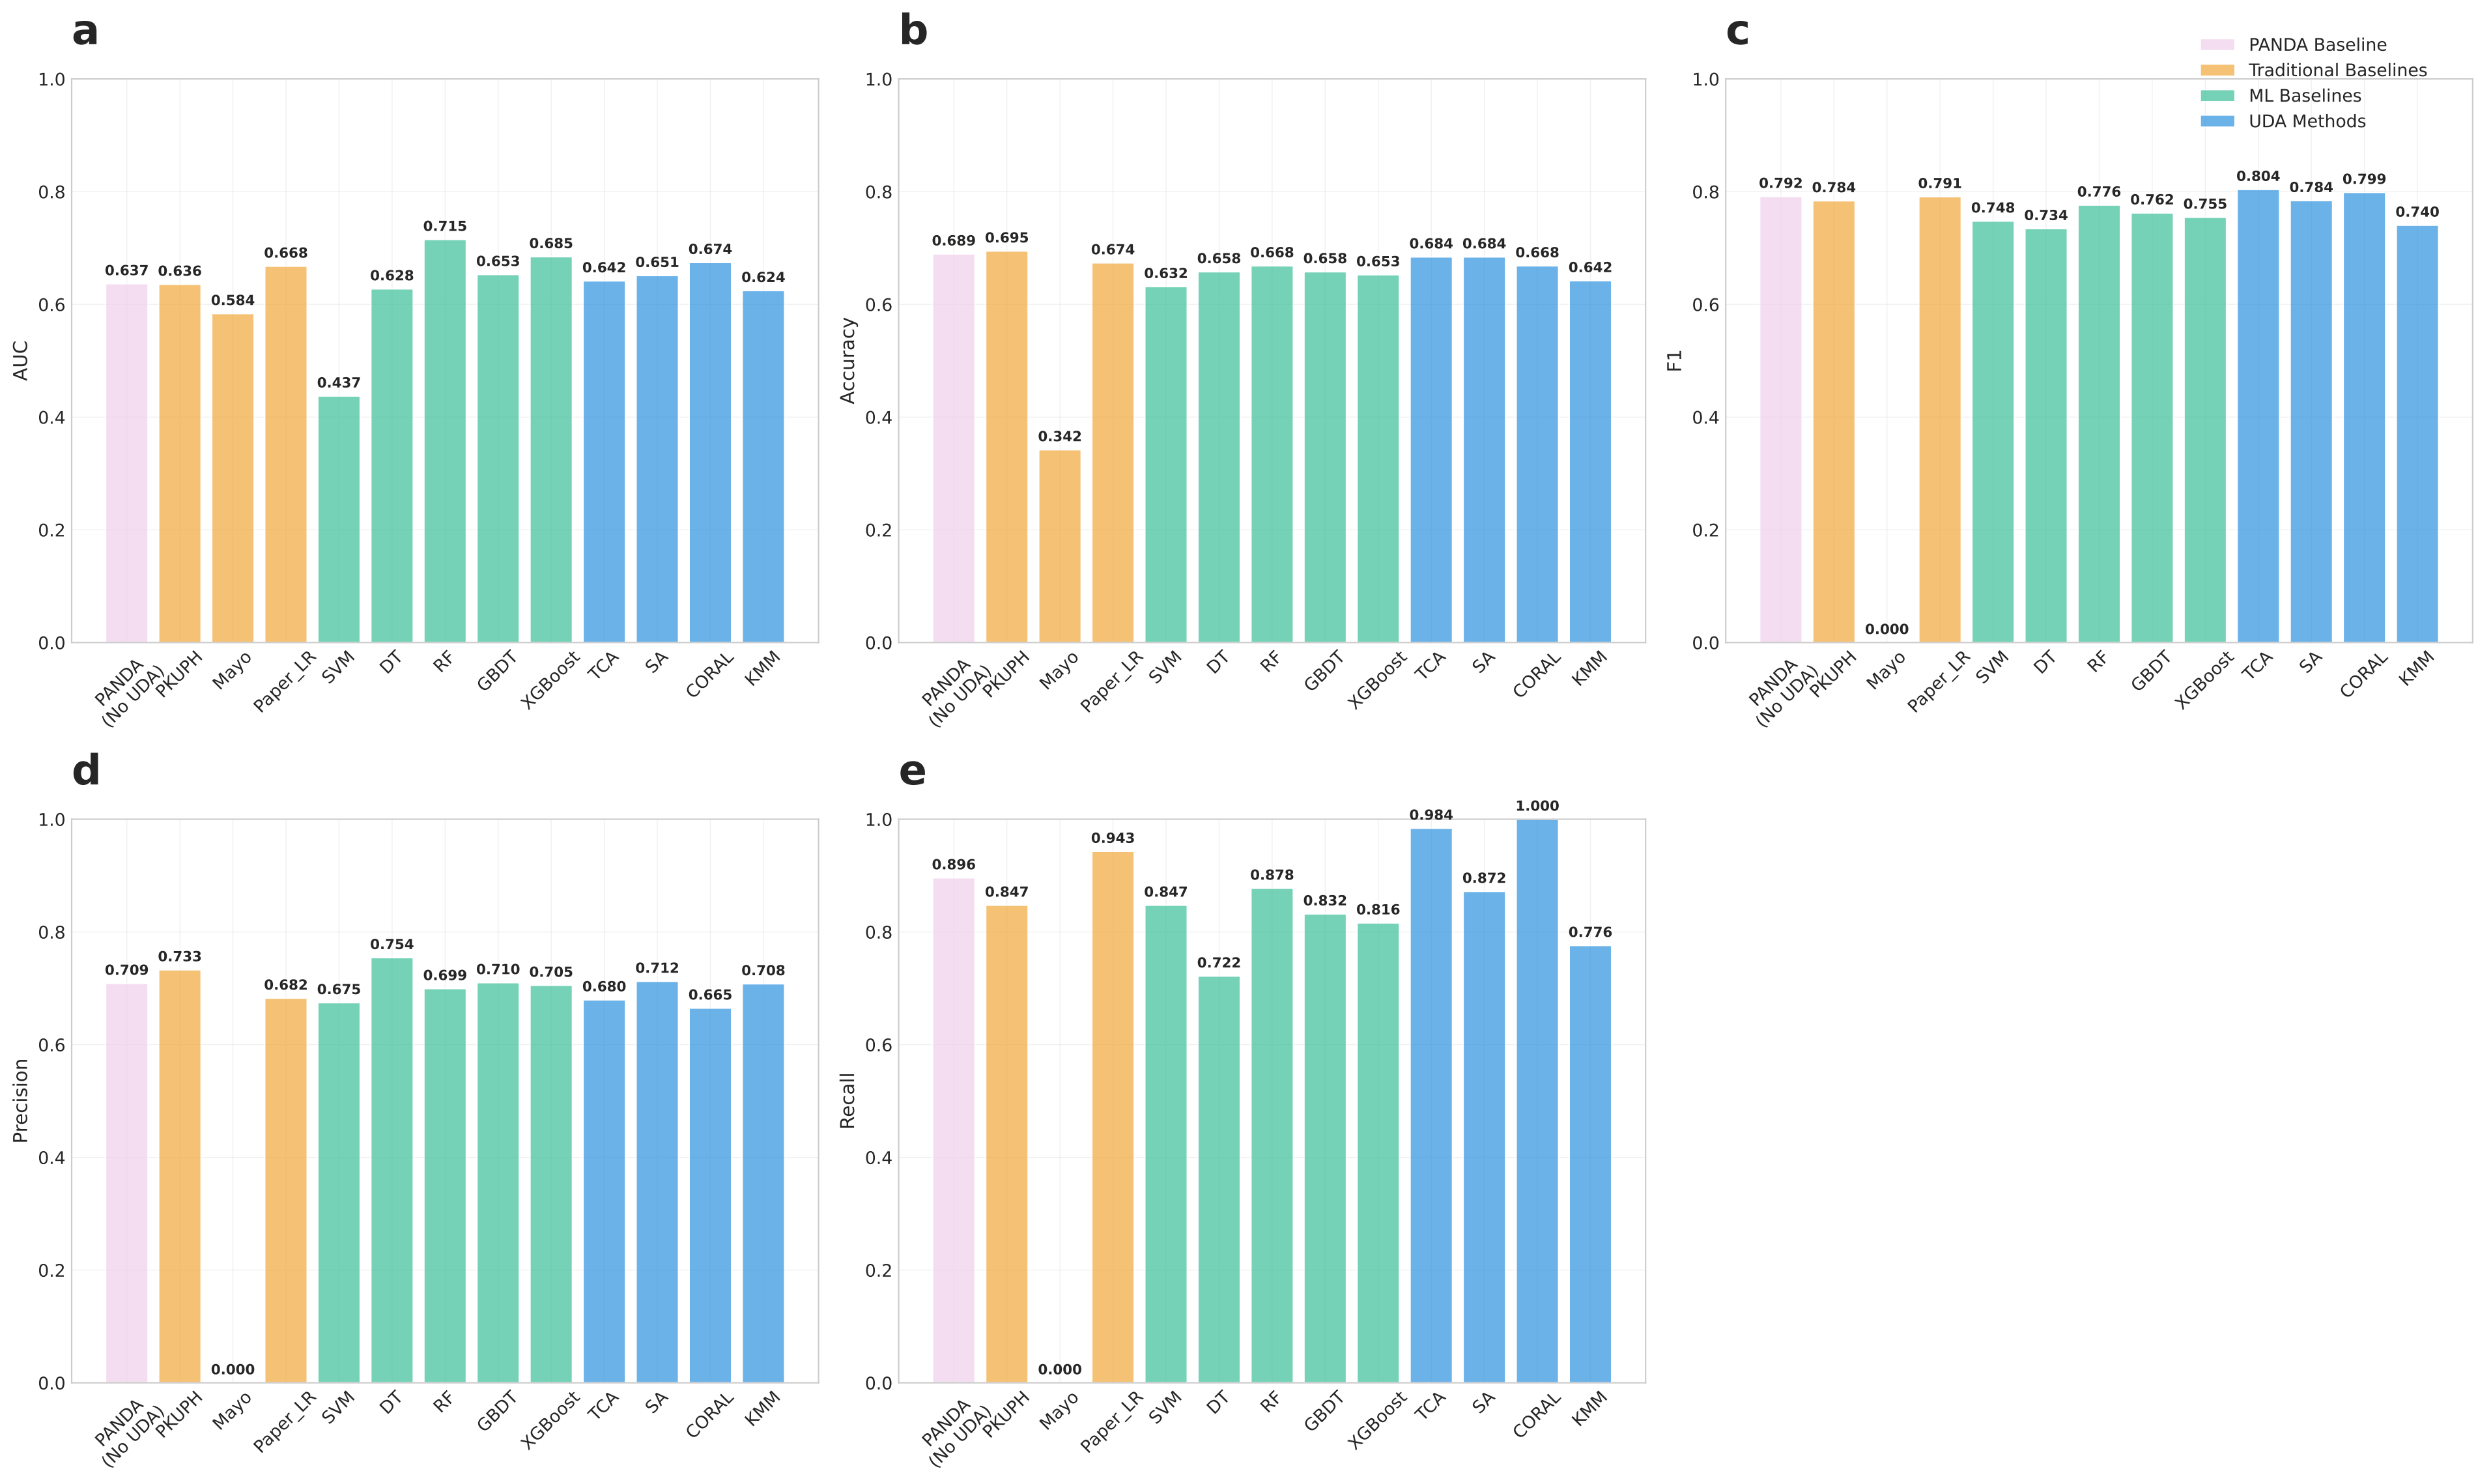 a
1.0
0.8
0.6
0.4
0.2
0.0
AUC
0.637
0.636
0.584
0.668
0.437
0.628
0.715
0.653
0.685
0.642
0.651
0.674
0.624
PANDA
(No UDA)
PKUPH
Mayo
Paper_LR
SVM
DT
RF
GBDT
XGBoost
TCA
SA
CORAL
KMM
b
1.0
0.8
0.6
0.4
0.2
0.0
Accuracy
0.689
0.695
0.342
0.674
0.632
0.658
0.668
0.658
0.653
0.684
0.684
0.668
0.642
PANDA
(No UDA)
PKUPH
Mayo
Paper_LR
SVM
DT
RF
GBDT
XGBoost
TCA
SA
CORAL
KMM
c
PANDA Baseline
Traditional Baselines
ML Baselines
UDA Methods
1.0
0.8
0.6
0.4
0.2
0.0
F1
0.792
0.784
0.000
0.791
0.748
0.734
0.776
0.762
0.755
0.804
0.784
0.799
0.740
PANDA
(No UDA)
PKUPH
Mayo
Paper_LR
SVM
DT
RF
GBDT
XGBoost
TCA
SA
CORAL
KMM
d
1.0
0.8
0.6
0.4
0.2
0.0
Precision
0.709
0.733
0.000
0.682
0.675
0.754
0.699
0.710
0.705
0.680
0.712
0.665
0.708
PANDA
(No UDA)
PKUPH
Mayo
Paper_LR
SVM
DT
RF
GBDT
XGBoost
TCA
SA
CORAL
KMM
e
1.0
0.8
0.6
0.4
0.2
0.0
Recall
0.896
0.847
0.000
0.943
0.847
0.722
0.878
0.832
0.816
0.984
0.872
1.000
0.776
PANDA
(No UDA)
PKUPH
Mayo
Paper_LR
SVM
DT
RF
GBDT
XGBoost
TCA
SA
CORAL
KMM